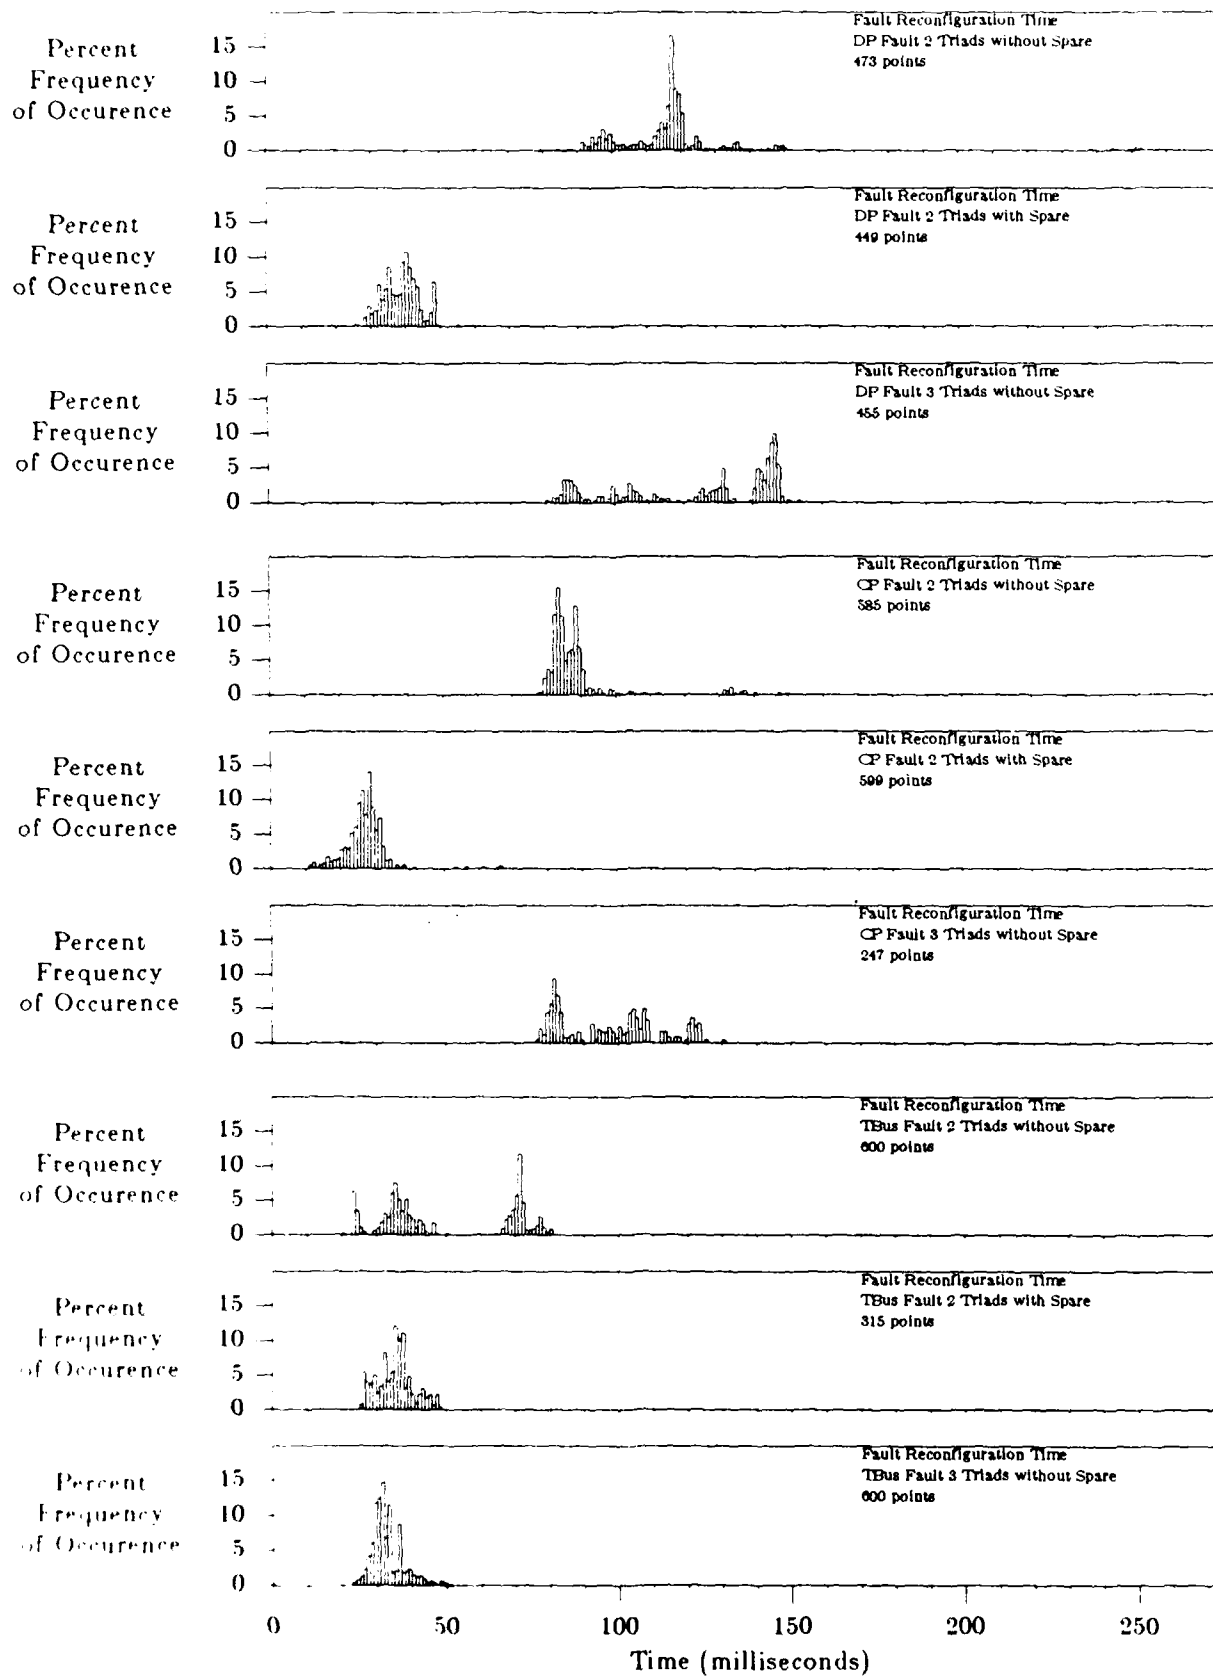 Fault Reconfiguration Time
DP Fault 2 Triads without Spare
473 points
Percent
Frequency
of Occurence
15
10
5
0
Fault Reconfiguration Time
DP Fault 2 Triads with Spare
449 points
Percent
Frequency
of Occurence
15
10
5
0
Fault Reconfiguration Time
DP Fault 3 Triads without Spare
455 points
Percent
Frequency
of Occurence
15
10
5
0
Fault Reconfiguration Time
CP Fault 2 Triads without Spare
585 points
Percent
Frequency
of Occurence
15
10
5
0
Fault Reconfiguration Time
CP Fault 2 Triads with Spare
599 points
Percent
Frequency
of Occurence
15
10
5
0
Fault Reconfiguration Time
CP Fault 3 Triads without Spare
247 points
Percent
Frequency
of Occurence
15
10
5
0
Fault Reconfiguration Time
TBus Fault 2 Triads without Spare
600 points
Percent
Frequency
of Occurence
15
10
5
0
Fault Reconfiguration Time
TBus Fault 2 Triads with Spare
315 points
Percent
Frequency
of Occurence
15
10
5
0
Fault Reconfiguration Time
TBus Fault 3 Triads without Spare
600 points
Percent
Frequency
of Occurence
15
10
5
0
0 50 100 150 200 250
Time (milliseconds)